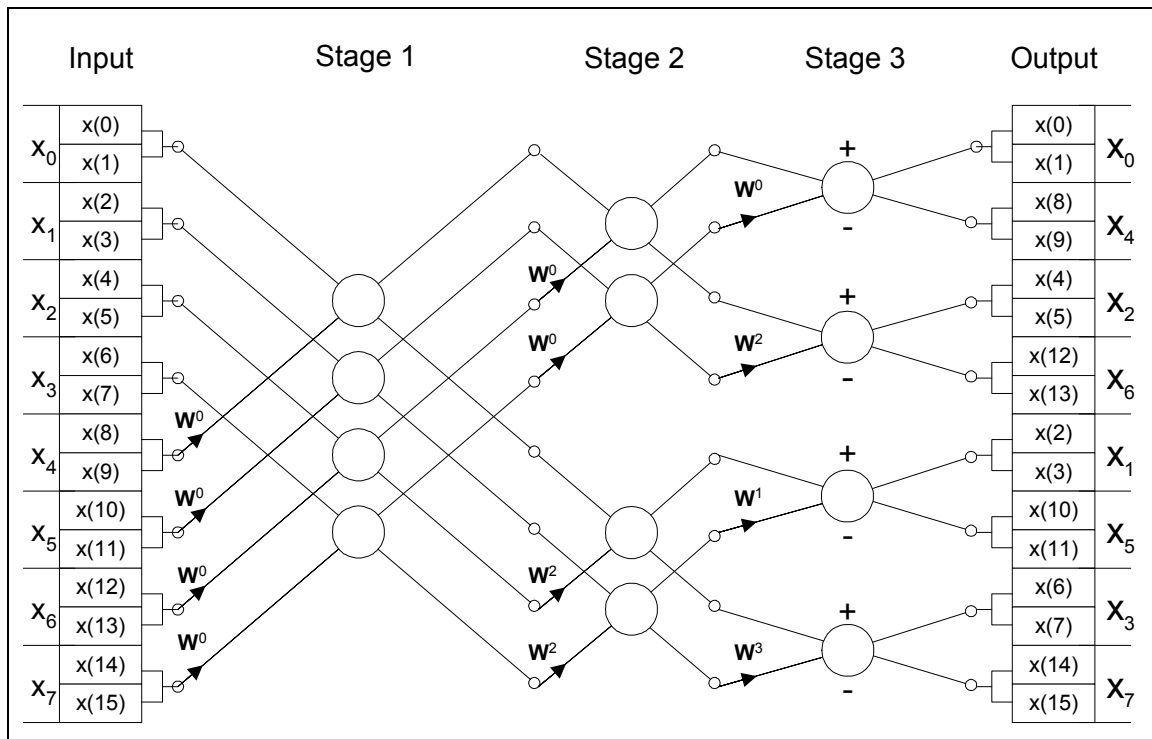 Input Stage 1 Stage 2 Stage 3 Output
x(0) x(0)
X0 + X0
x(1) x(1)
W0
x(2) x(8)
X1 X4
x(3) - x(9)
W0
x(4) x(4)
X2 + X2
x(5) x(5)
W0 W2
x(6) x(12)
X3 X6
x(7) - x(13)
W0
x(8) x(2)
X4 + X1
x(9) x(3)
W0 W1
x(10) x(10)
X5 X5
x(11) - x(11)
W0 W2
x(12) x(6)
X6 + X3
x(13) x(7)
W0 W2 W3
x(14) x(14)
X7 X7
x(15) - x(15)